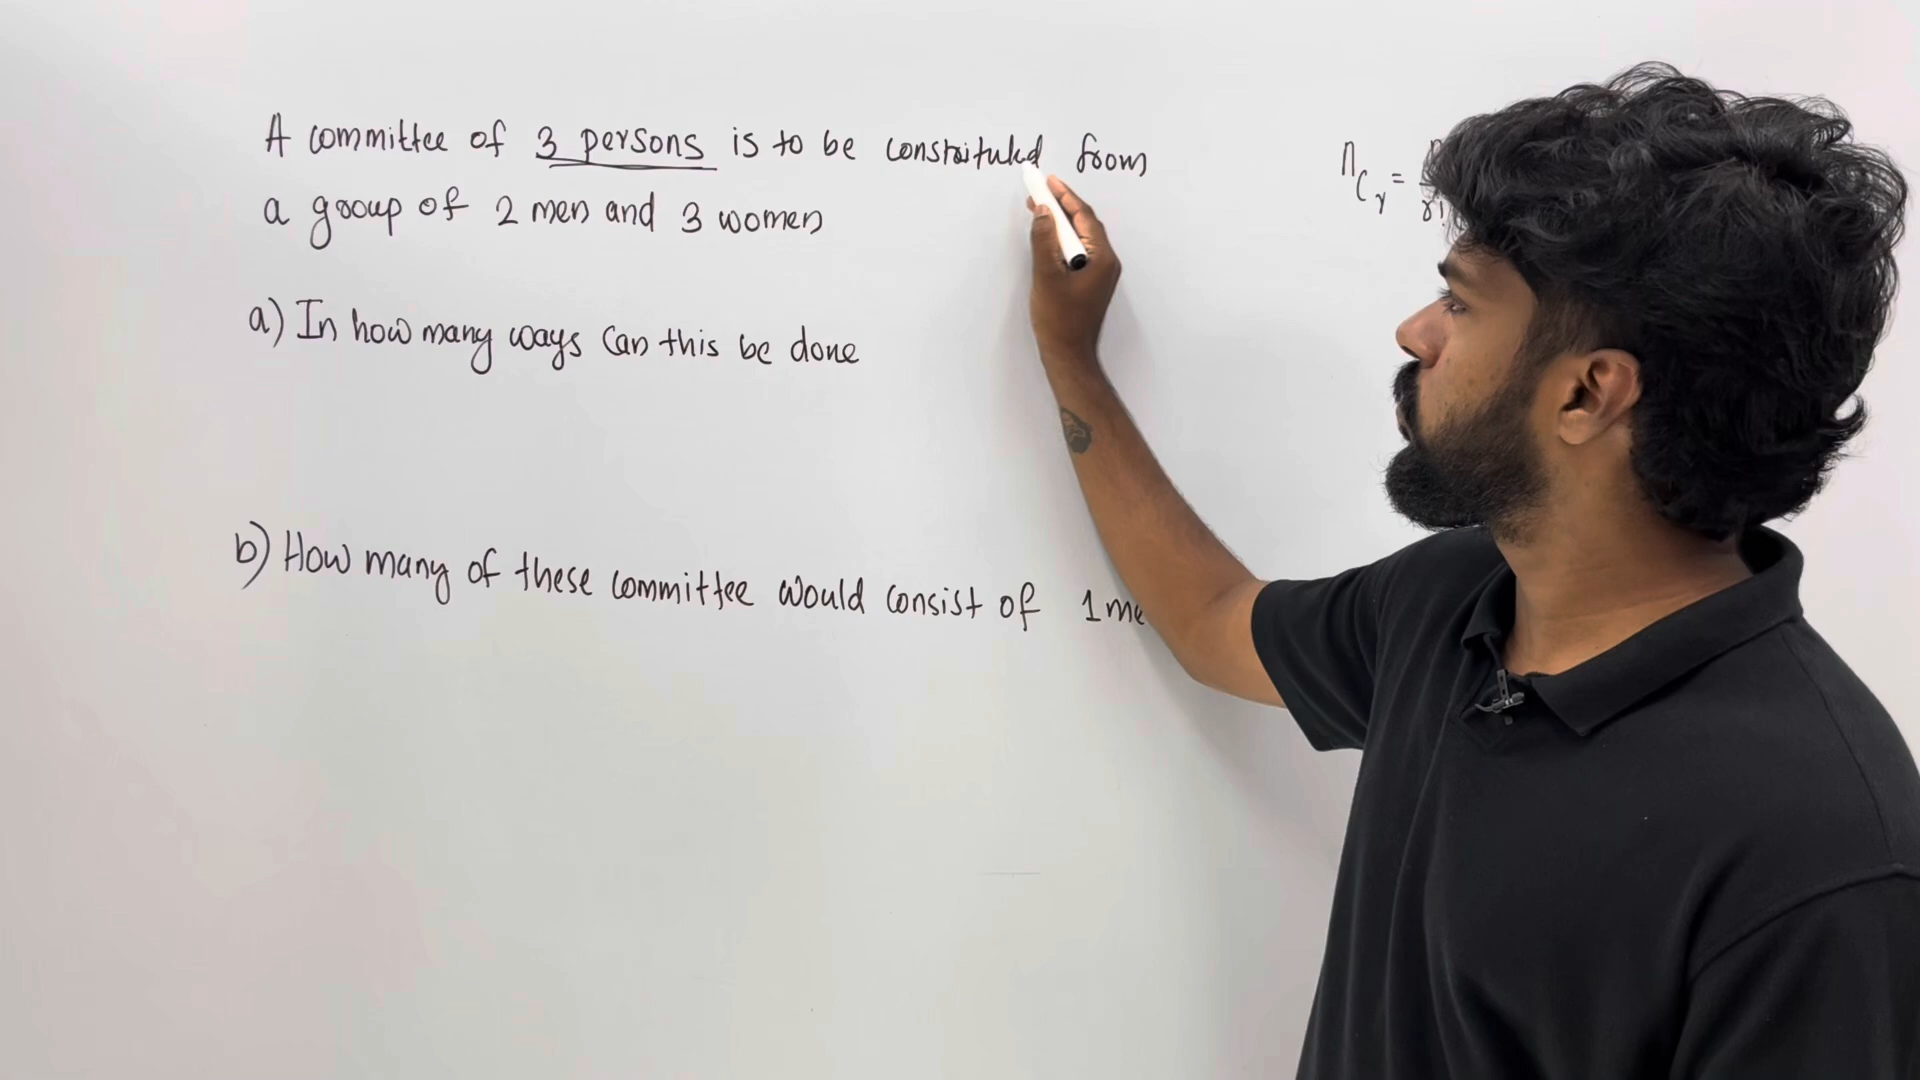 A committee of 3 persons is to be constituted from
a group of 2 men and 3 women
nCr =
a) In how many ways can this be done
b) How many of these committee would consist of 1